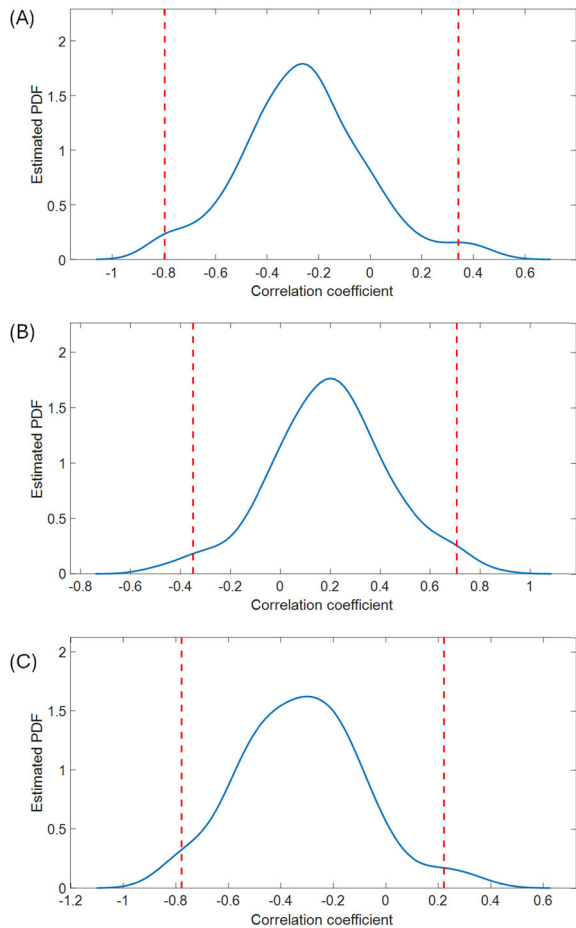 (A)
2
1.5
1
0.5
0
Estimated PDF
-1 -0.8 -0.6 -0.4 -0.2 0 0.2 0.4 0.6
Correlation coefficient
(B)
2
1.5
1
0.5
0
Estimated PDF
-0.8 -0.6 -0.4 -0.2 0 0.2 0.4 0.6 0.8 1
Correlation coefficient
(C)
2
1.5
1
0.5
0
Estimated PDF
-1.2 -1 -0.8 -0.6 -0.4 -0.2 0 0.2 0.4 0.6
Correlation coefficient